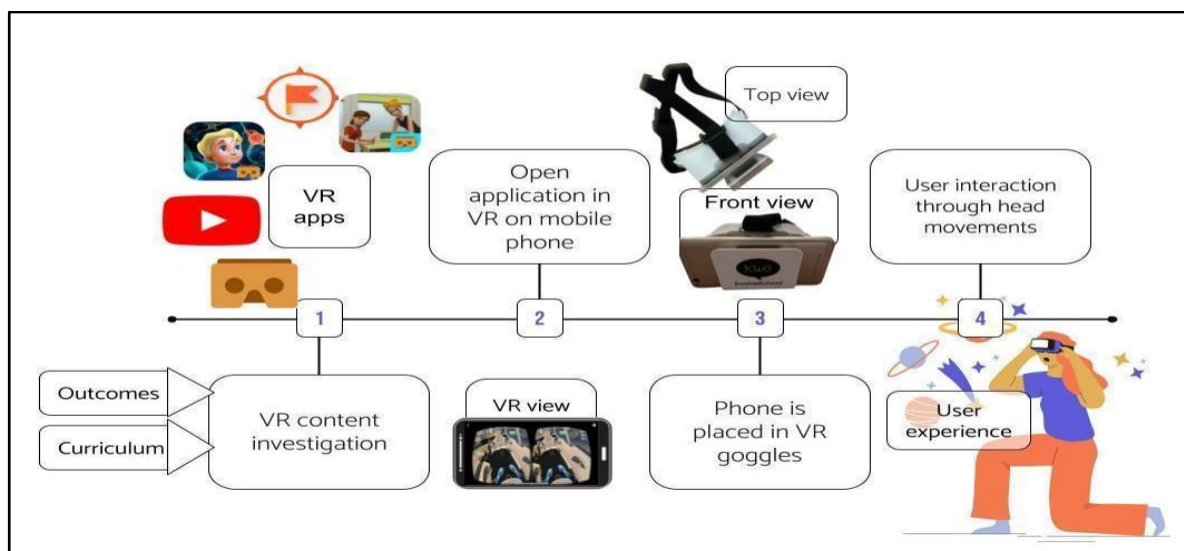 VR
apps
Open
application in
VR on mobile
phone
Top view
Front view
User interaction
through head
movements
1
2
3
4
Outcomes
Curriculum
VR content
investigation
VR view
Phone is
placed in VR
goggles
User
experience